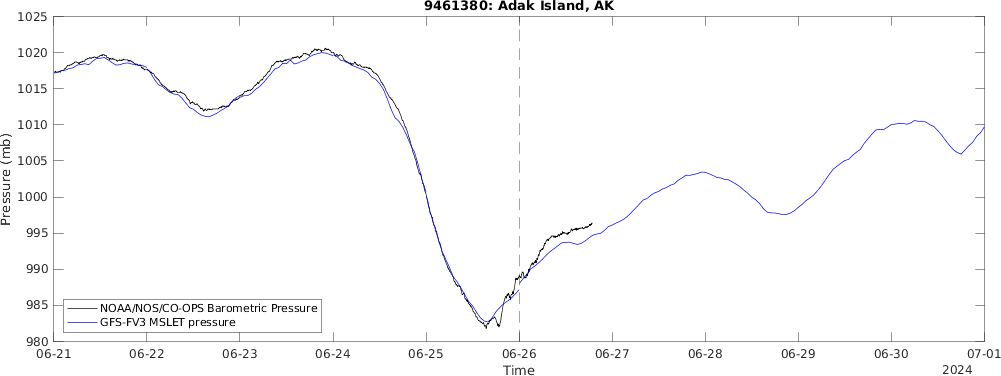 9461380: Adak Island, AK
1025
1020
1015
1010
1005
1000
995
990
985
980
Pressure (mb)
NOAA/NOS/CO-OPS Barometric Pressure
GFS-FV3 MSLET pressure
06-21 06-22 06-23 06-24 06-25 06-26 06-27 06-28 06-29 06-30 07-01
Time
2024